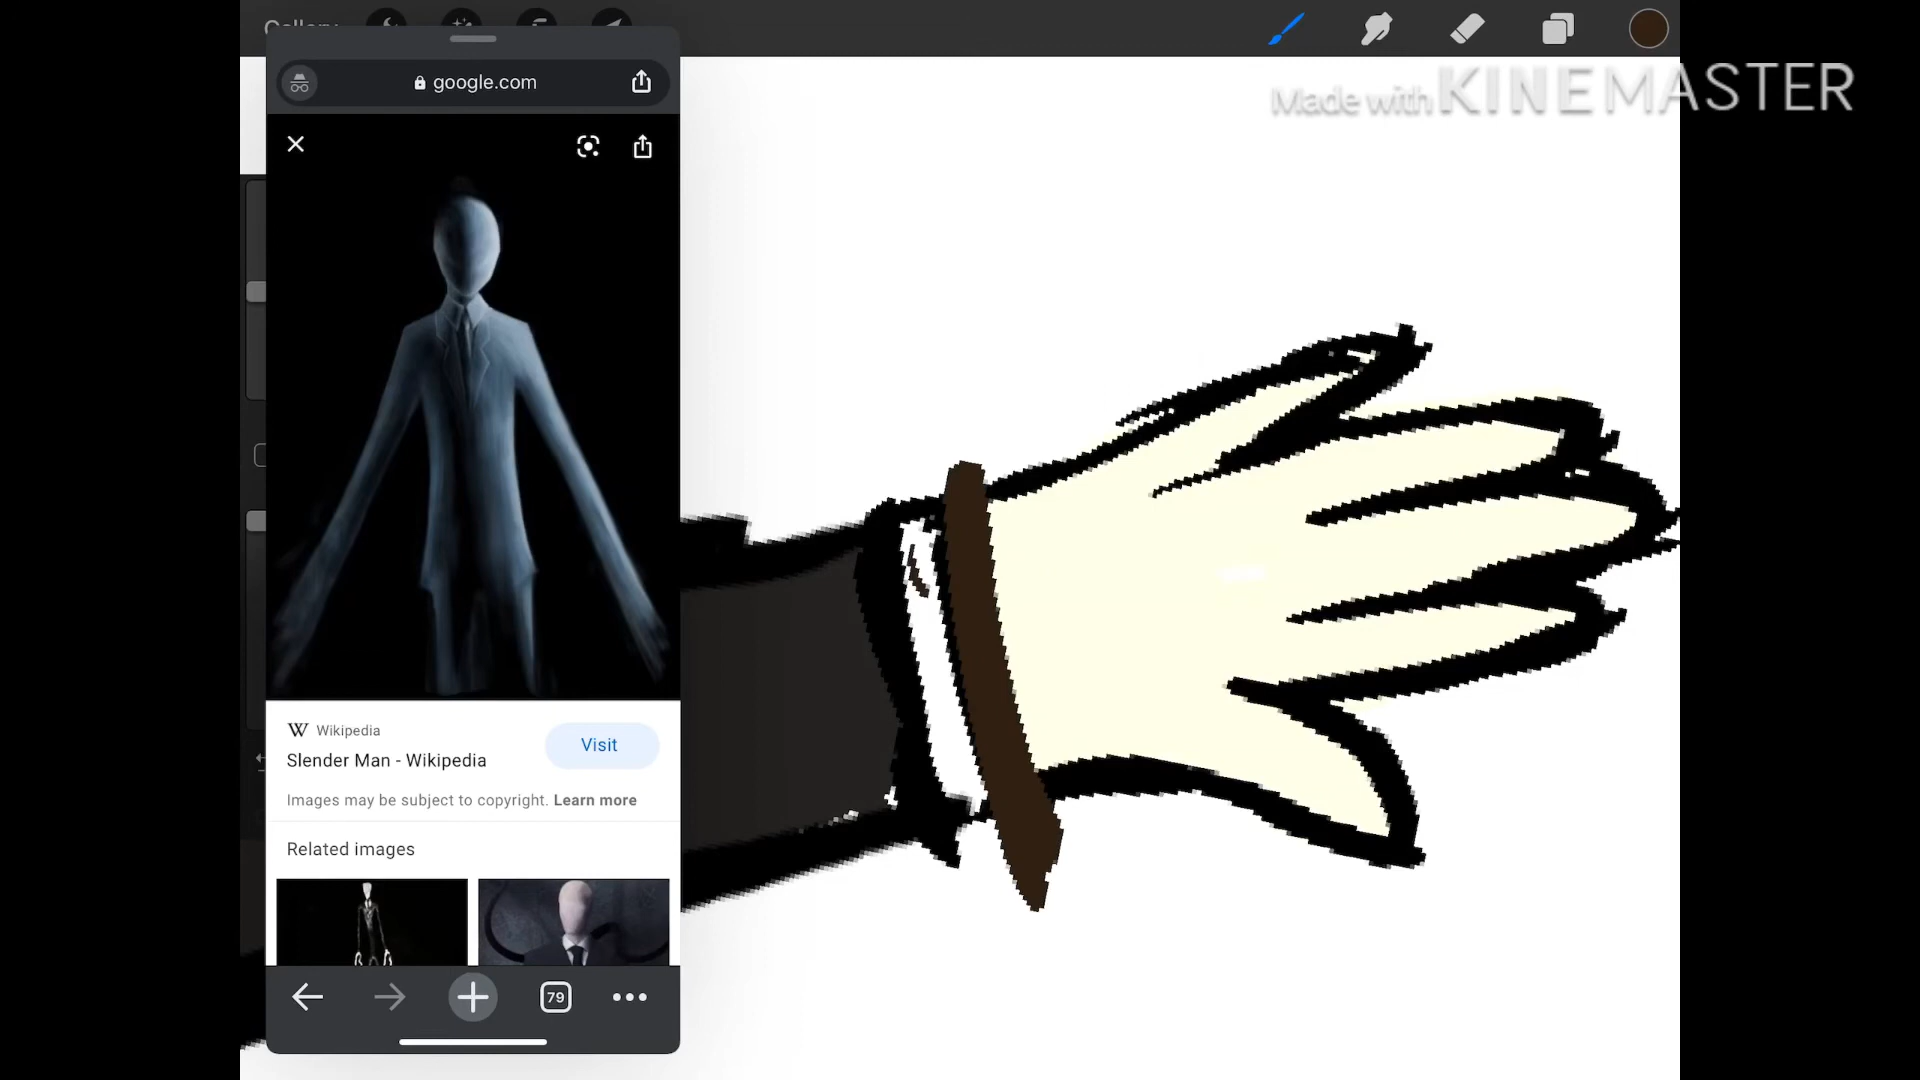 Gallery
google.com
Made with KINEMASTER
W Wikipedia
Visit
Slender Man - Wikipedia
Images may be subject to copyright. Learn more
Related images
79